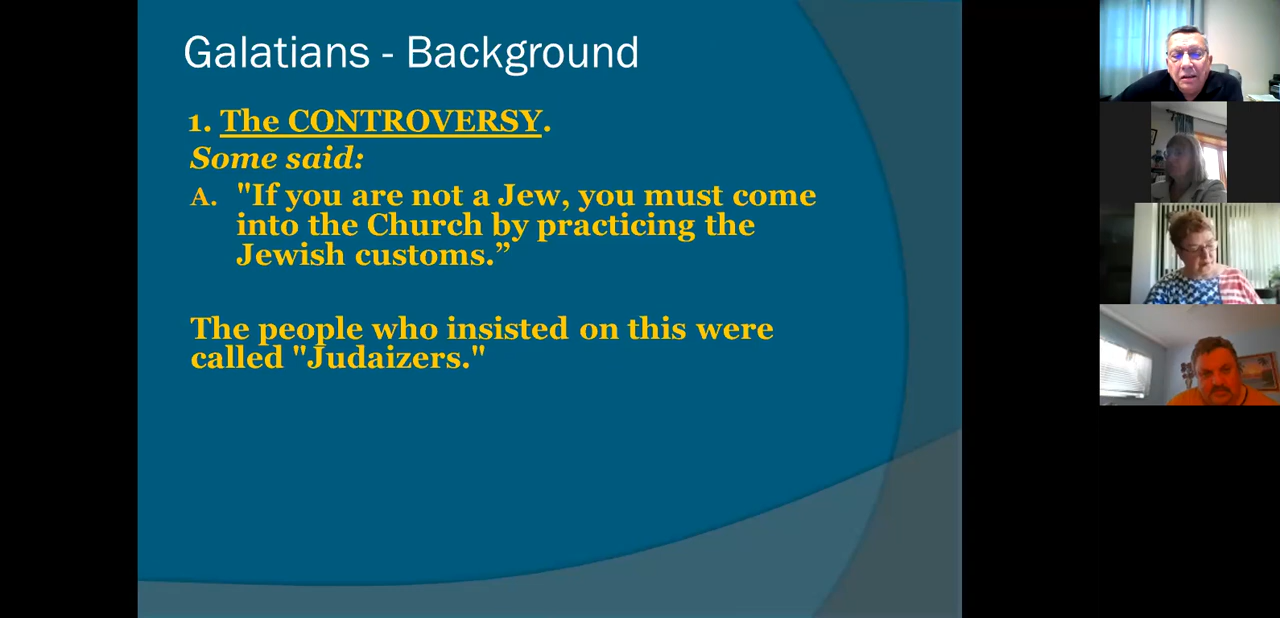 Galatians - Background
1. The CONTROVERSY.
Some said:
A. "If you are not a Jew, you must come
into the Church by practicing the
Jewish customs.”
The people who insisted on this were
called "Judaizers."